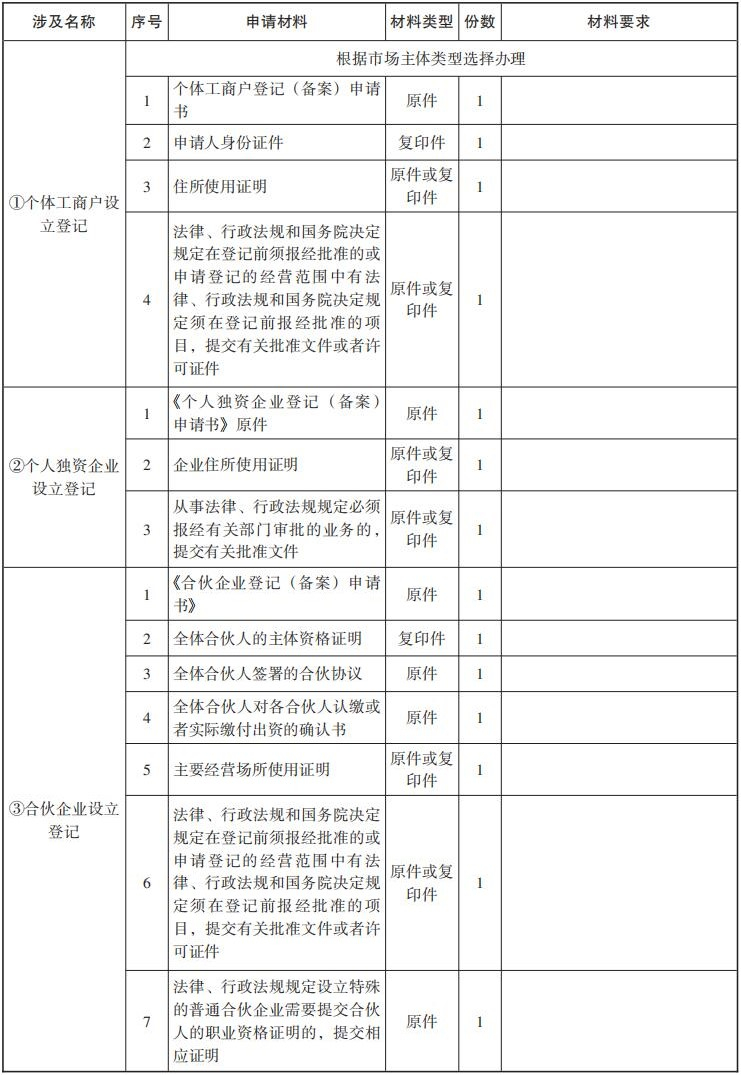 涉及名称 序号 申请材料 材料类型 份数 材料要求
根据市场主体类型选择办理
①个体工商户设
立登记
1 个体工商户登记（备案）申请
书 原件 1
2 申请人身份证件 复印件 1
3 住所使用证明 原件或复
印件 1
4 法律、行政法规和国务院决定
规定在登记前须报经批准的或
申请登记的经营范围中有法
律、行政法规和国务院决定规
定须在登记前报经批准的项
目，提交有关批准文件或者许
可证件 原件或复
印件 1
②个人独资企业
设立登记
1 《个人独资企业登记（备案）
申请书》原件 原件 1
2 企业住所使用证明 原件或复
印件 1
3 从事法律、行政法规规定必须
报经有关部门审批的业务的，
提交有关批准文件 原件或复
印件 1
③合伙企业设立
登记
1 《合伙企业登记（备案）申请
书》 原件 1
2 全体合伙人的主体资格证明 复印件 1
3 全体合伙人签署的合伙协议 原件 1
4 全体合伙人对各合伙人认缴或
者实际缴付出资的确认书 原件 1
5 主要经营场所使用证明 原件或复
印件 1
6 法律、行政法规和国务院决定
规定在登记前须报经批准的或
申请登记的经营范围中有法
律、行政法规和国务院决定规
定须在登记前报经批准的项
目，提交有关批准文件或者许
可证件 原件或复
印件 1
7 法律、行政法规规定设立特殊
的普通合伙企业需要提交合伙
人的职业资格证明的，提交相
应证明 原件 1